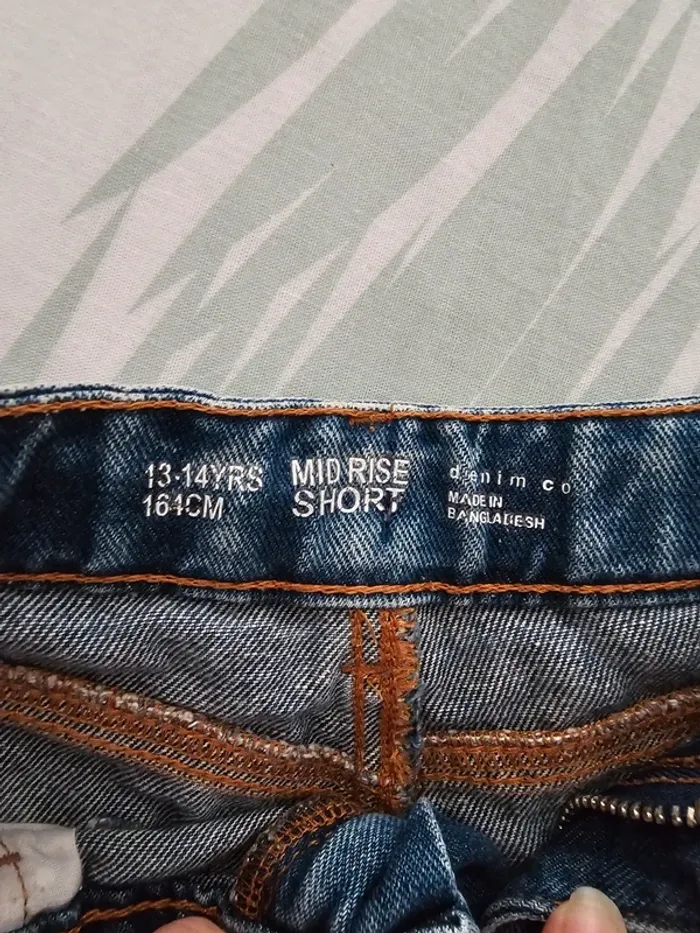 13-14YRS
164CM
MID RISE
SHORT
denim co
MADE IN
BANGLADESH